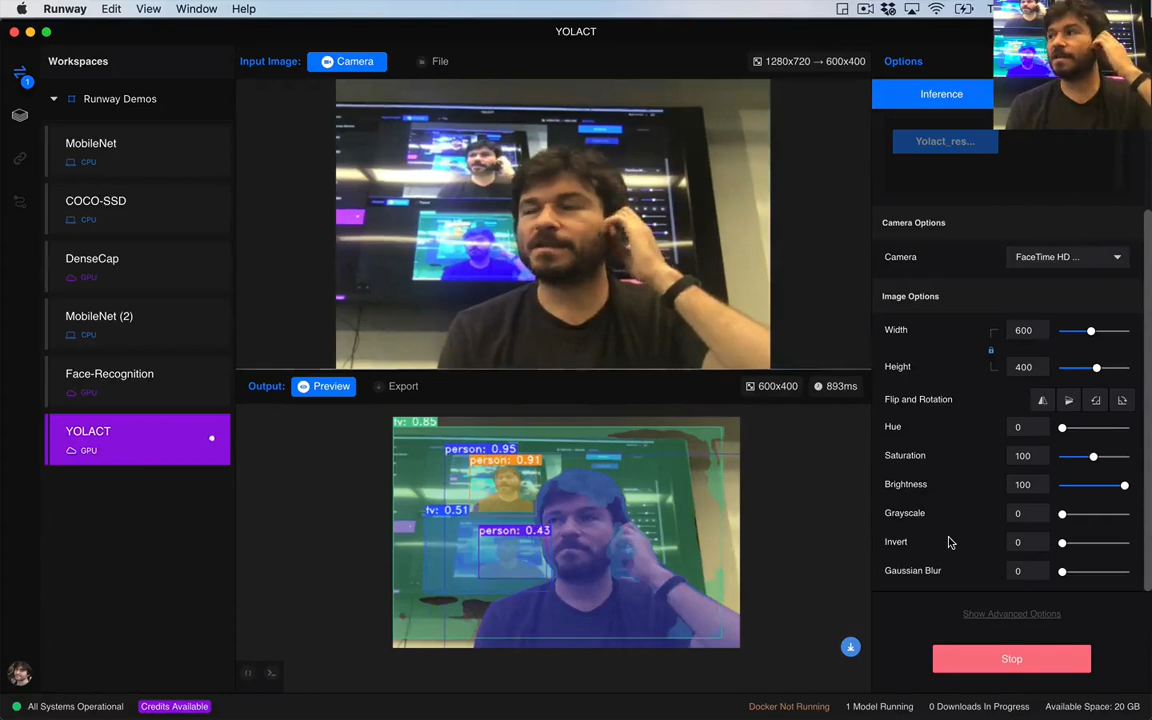 Runway Edit View Window Help
YOLACT
Workspaces
Runway Demos
MobileNet
CPU
COCO-SSD
CPU
DenseCap
GPU
MobileNet (2)
CPU
Face-Recognition
GPU
YOLACT
GPU
1
Input Image: Camera File 1280x720 → 600x400
Output: Preview Export 600x400 893ms
tv: 0.85
person: 0.95
person: 0.91
tv: 0.51
person: 0.43
Options
Inference
Yolact_res...
Camera Options
Camera FaceTime HD ...
Image Options
Width 600
Height 400
Flip and Rotation
Hue 0
Saturation 100
Brightness 100
Grayscale 0
Invert 0
Gaussian Blur 0
Show Advanced Options
Stop
All Systems Operational Credits Available Docker Not Running 1 Model Running 0 Downloads In Progress Available Space: 20 GB